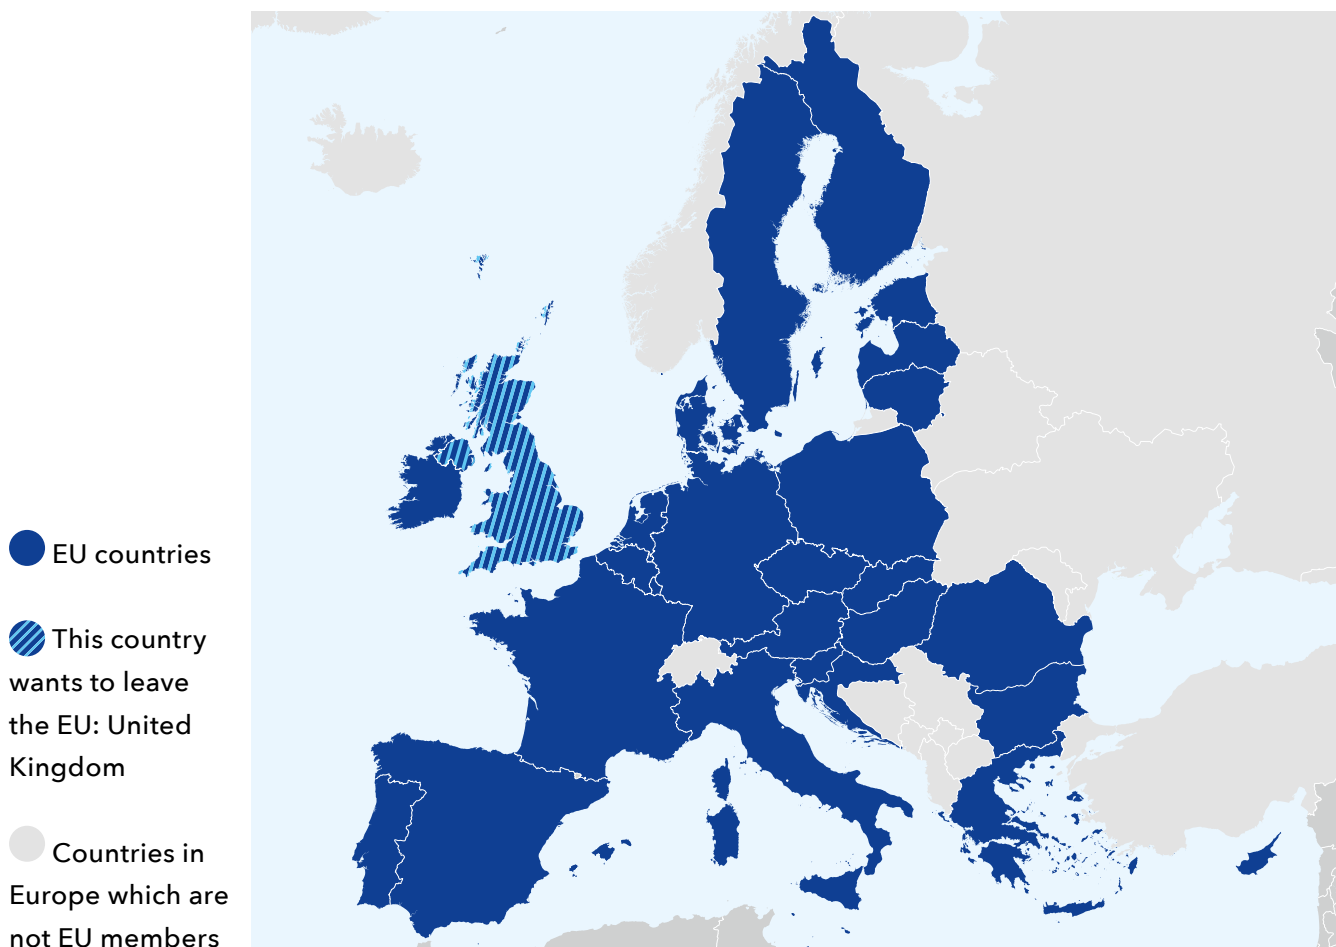 EU countries
This country
wants to leave
the EU: United
Kingdom
Countries in
Europe which are
not EU members